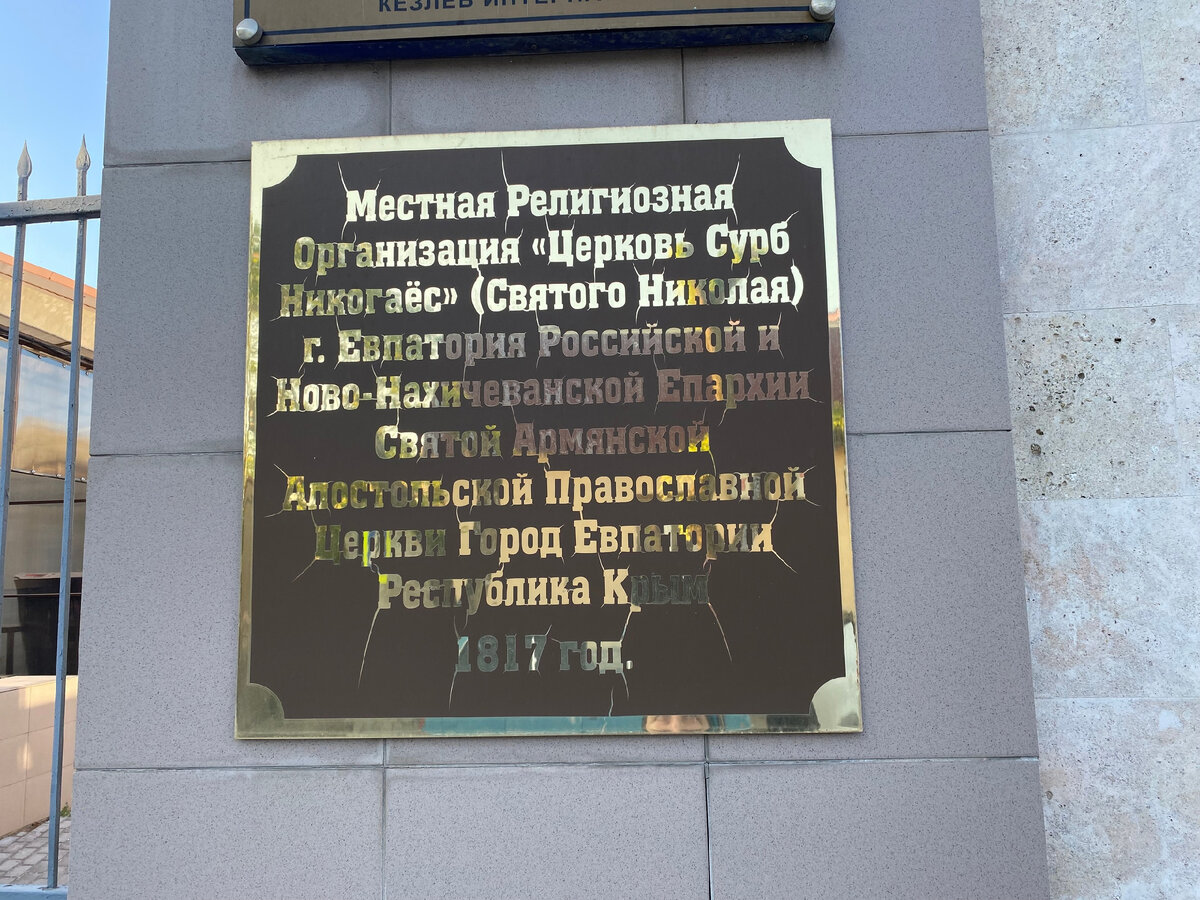 КЕЗЛЕВ
Местная Религиозная
Организация «Церковь Сурб
Никогаёс» (Святого Николая)
г. Евпатория Российской и
Ново-Нахичеванской Епархии
Святой Армянской
Апостольской Православной
Церкви Город Евпатории
Республика Крым
1817 год.